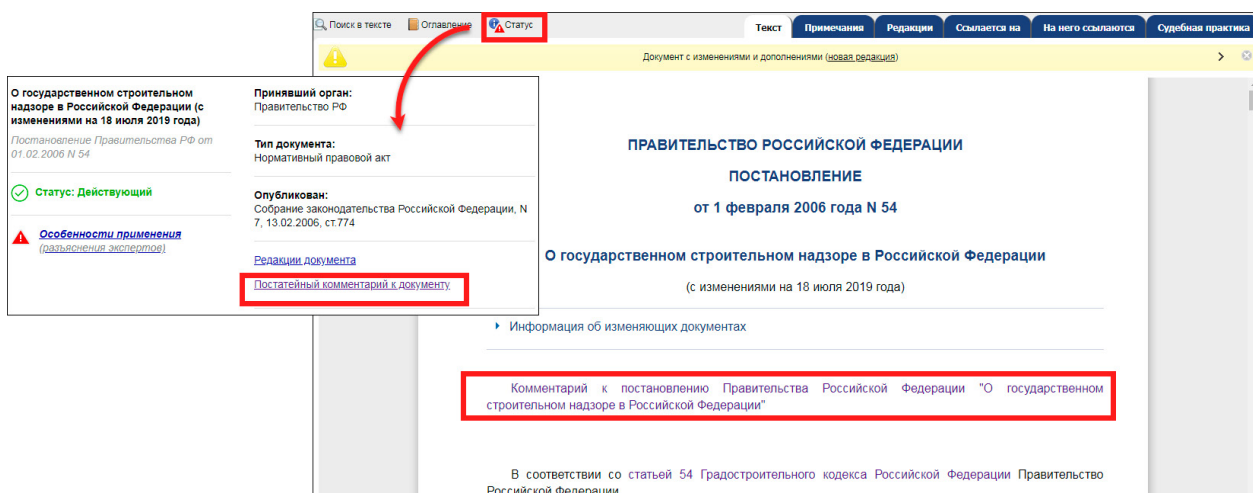 Поиск в тексте Оглавление Статус Текст Примечания Редакции Ссылается на На него ссылаются Судебная практика
Документ с изменениями и дополнениями (новая редакция)
О государственном строительном
надзоре в Российской Федерации (с
изменениями на 18 июля 2019 года)
Постановление Правительства РФ от
01.02.2006 N 54
Статус: Действующий
Особенности применения
(разъяснения экспертов)
Принявший орган:
Правительство РФ
Тип документа:
Нормативный правовой акт
Опубликован:
Собрание законодательства Российской Федерации, N
7, 13.02.2006, ст.774
Редакции документа
Постатейный комментарий к документу
ПРАВИТЕЛЬСТВО РОССИЙСКОЙ ФЕДЕРАЦИИ
ПОСТАНОВЛЕНИЕ
от 1 февраля 2006 года N 54
О государственном строительном надзоре в Российской Федерации
(с изменениями на 18 июля 2019 года)
Информация об изменяющих документах
Комментарий к постановлению Правительства Российской Федерации "О государственном
строительном надзоре в Российской Федерации"
В соответствии со статьей 54 Градостроительного кодекса Российской Федерации Правительство
Российской Федерации